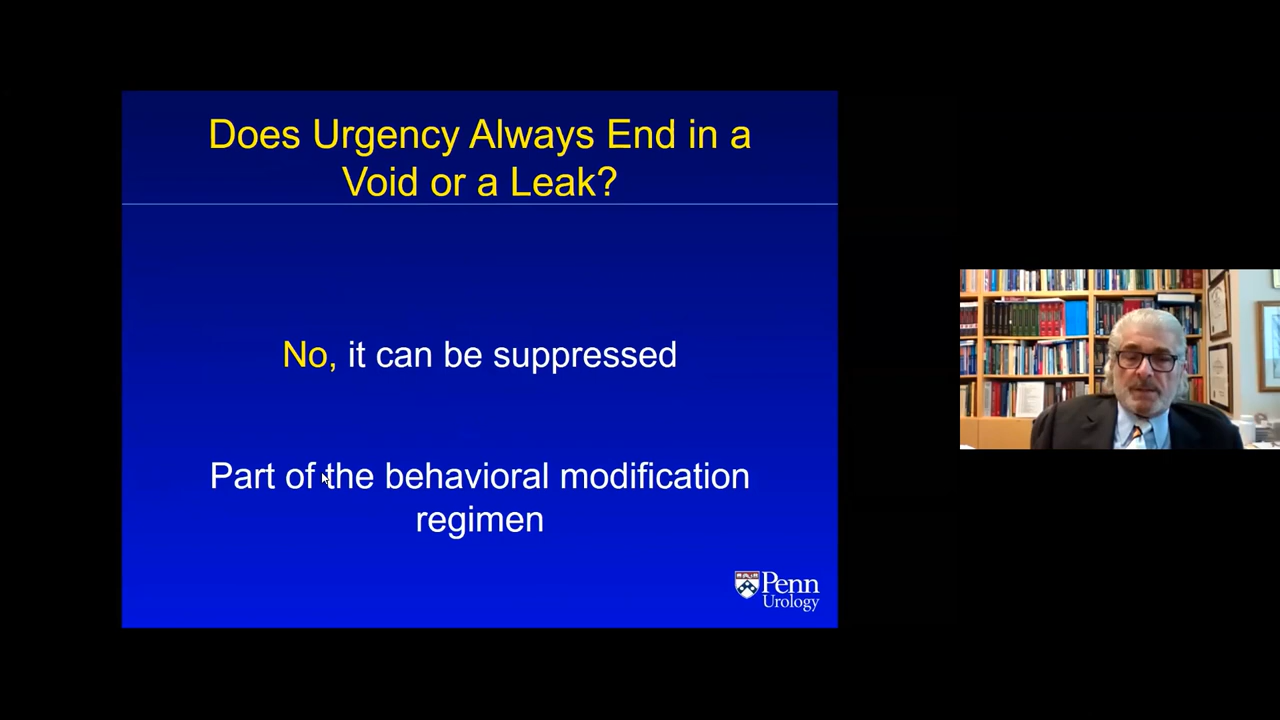 Does Urgency Always End in a
Void or a Leak?
No, it can be suppressed
Part of the behavioral modification
regimen
Penn
Urology